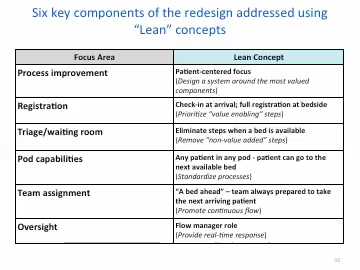 Six key components of the redesign addressed using
“Lean” concepts
Focus Area
Lean Concept
Process improvement
Patient-centered focus
(Design a system around the most valued
components)
Registration
Check-in at arrival; full registration at bedside
(Prioritize “value enabling” steps)
Triage/waiting room
Eliminate steps when a bed is available
(Remove “non-value added” steps)
Pod capabilities
Any patient in any pod - patient can go to the
next available bed
(Standardize processes)
Team assignment
“A bed ahead” – team always prepared to take
the next arriving patient
(Promote continuous flow)
Oversight
Flow manager role
(Provide real-time response)